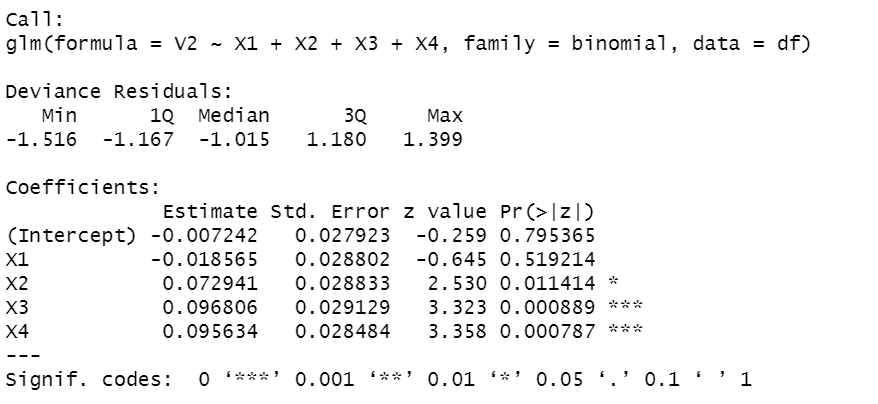 Call:
glm(formula = V2 ~ X1 + X2 + X3 + X4, family = binomial, data = df)
Deviance Residuals:
Min 1Q Median 3Q Max
-1.516 -1.167 -1.015 1.180 1.399
Coefficients:
Estimate Std. Error z value Pr(>|z|)
(Intercept) -0.007242 0.027923 -0.259 0.795365
X1 -0.018565 0.028802 -0.645 0.519214
X2 0.072941 0.028833 2.530 0.011414 *
X3 0.096806 0.029129 3.323 0.000889 ***
X4 0.095634 0.028484 3.358 0.000787 ***
---
Signif. codes: 0 ‘***’ 0.001 ‘**’ 0.01 ‘*’ 0.05 ‘.’ 0.1 ‘ ’ 1